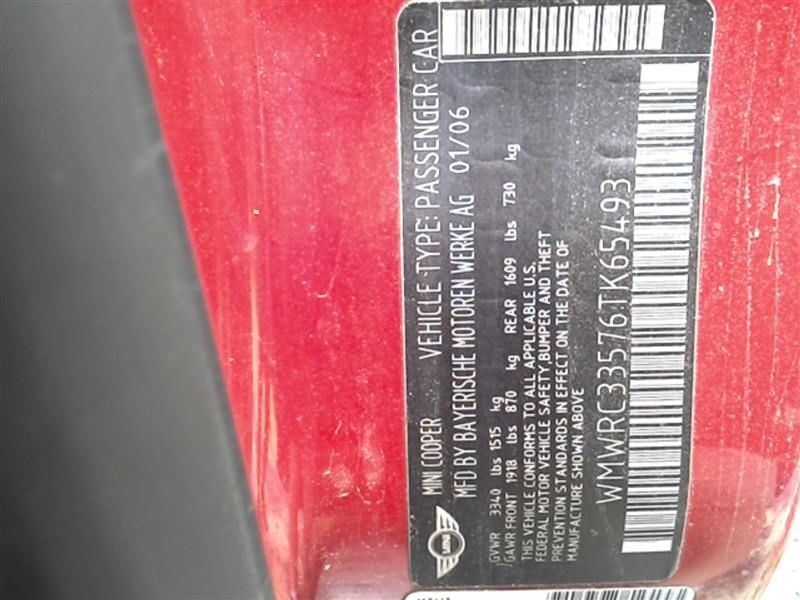 MINI COOPER VEHICLE TYPE: PASSENGER CAR
MFD BY BAYERISCHE MOTOREN WERKE AG 01/06
GVWR 3340 lbs 1515 kg
GAWR FRONT 1918 lbs 870 kg REAR 1609 lbs 730 kg
THIS VEHICLE CONFORMS TO ALL APPLICABLE U.S.
FEDERAL MOTOR VEHICLE SAFETY,BUMPER AND THEFT
PREVENTION STANDARDS IN EFFECT ON THE DATE OF
MANUFACTURE SHOWN ABOVE
WMWRC33576TK65493
MINI